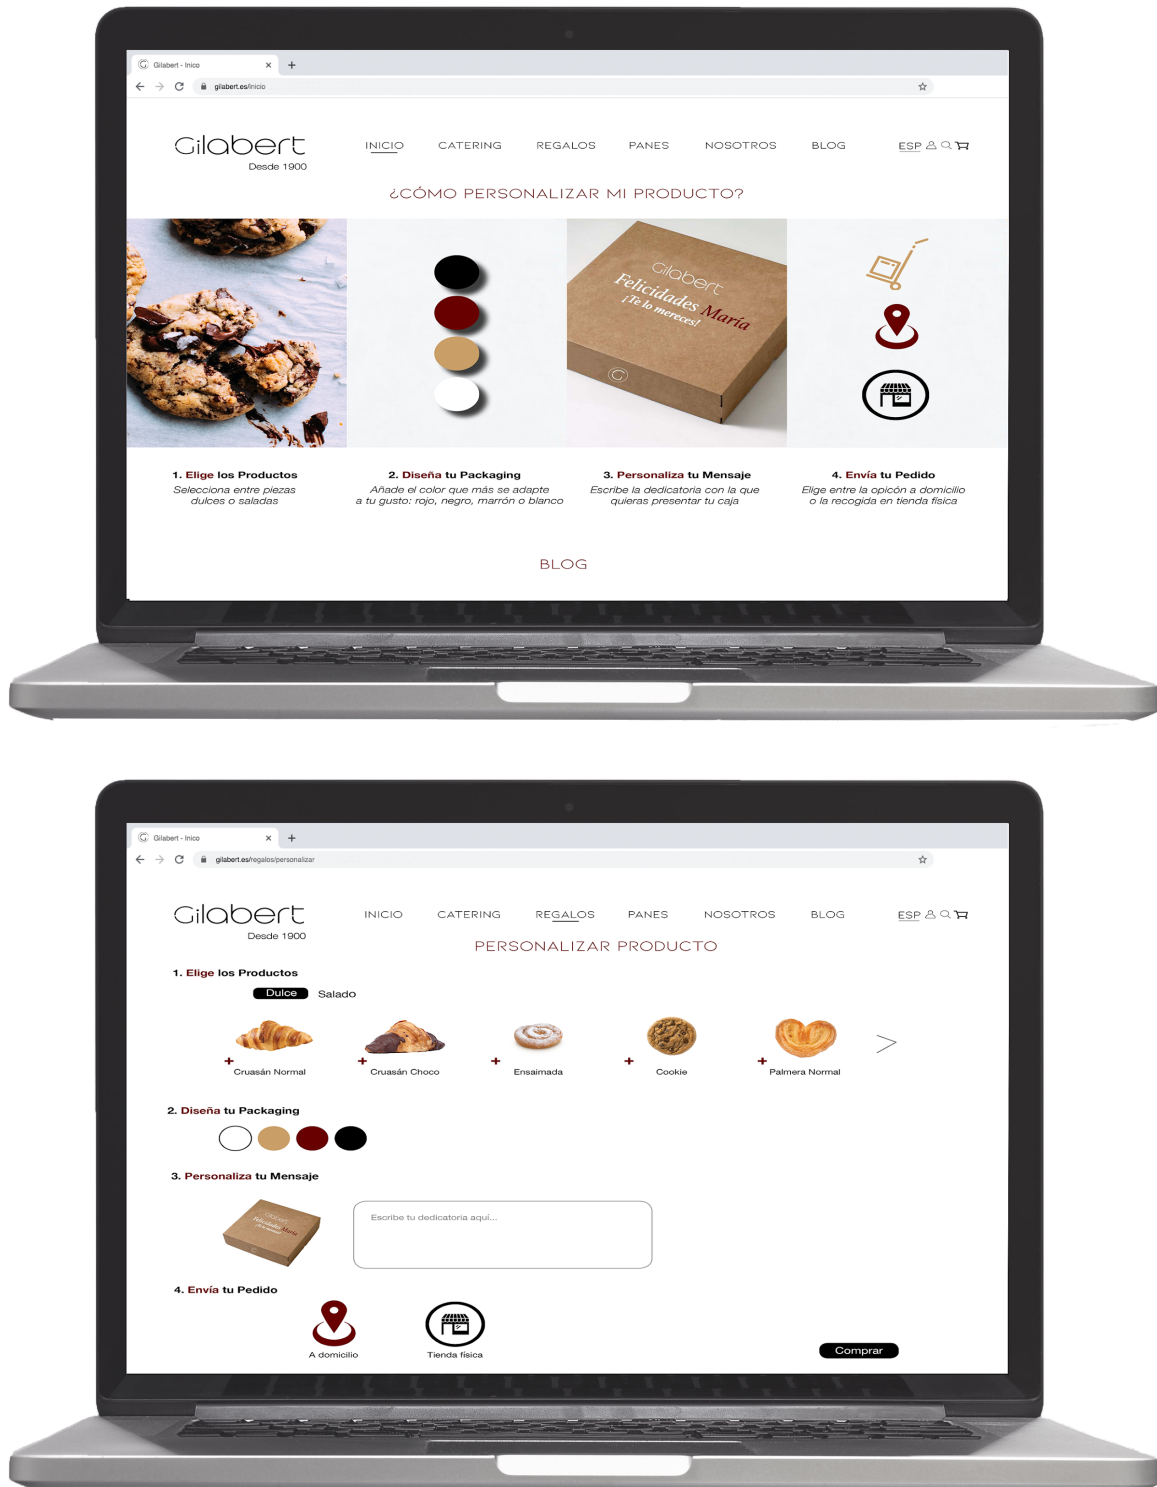 Gilabert - Inico
gilabert.es/Inicio
Gilabert
Desde 1900
INICIO CATERING REGALOS PANES NOSOTROS BLOG ESP
¿CÓMO PERSONALIZAR MI PRODUCTO?
Gilabert
Felicidades María
¡Te lo mereces!
G
1. Elige los Productos
Selecciona entre piezas
dulces o saladas
2. Diseña tu Packaging
Añade el color que más se adapte
a tu gusto: rojo, negro, marrón o blanco
3. Personaliza tu Mensaje
Escribe la dedicatoria con la que
quieras presentar tu caja
4. Envía tu Pedido
Elige entre la opicón a domicilio
o la recogida en tienda física
BLOG
Gilabert - Inico
gilabert.es/regalos/personalizar
Gilabert
Desde 1900
INICIO CATERING REGALOS PANES NOSOTROS BLOG ESP
PERSONALIZAR PRODUCTO
1. Elige los Productos
Dulce Salado
+ + + + +
Cruasán Normal Cruasán Choco Ensaimada Cookie Palmera Normal
2. Diseña tu Packaging
3. Personaliza tu Mensaje
Gilabert
Felicidades María
¡Te lo mereces!
Escribe tu dedicatoria aquí...
4. Envía tu Pedido
A domicilio Tienda física
Comprar